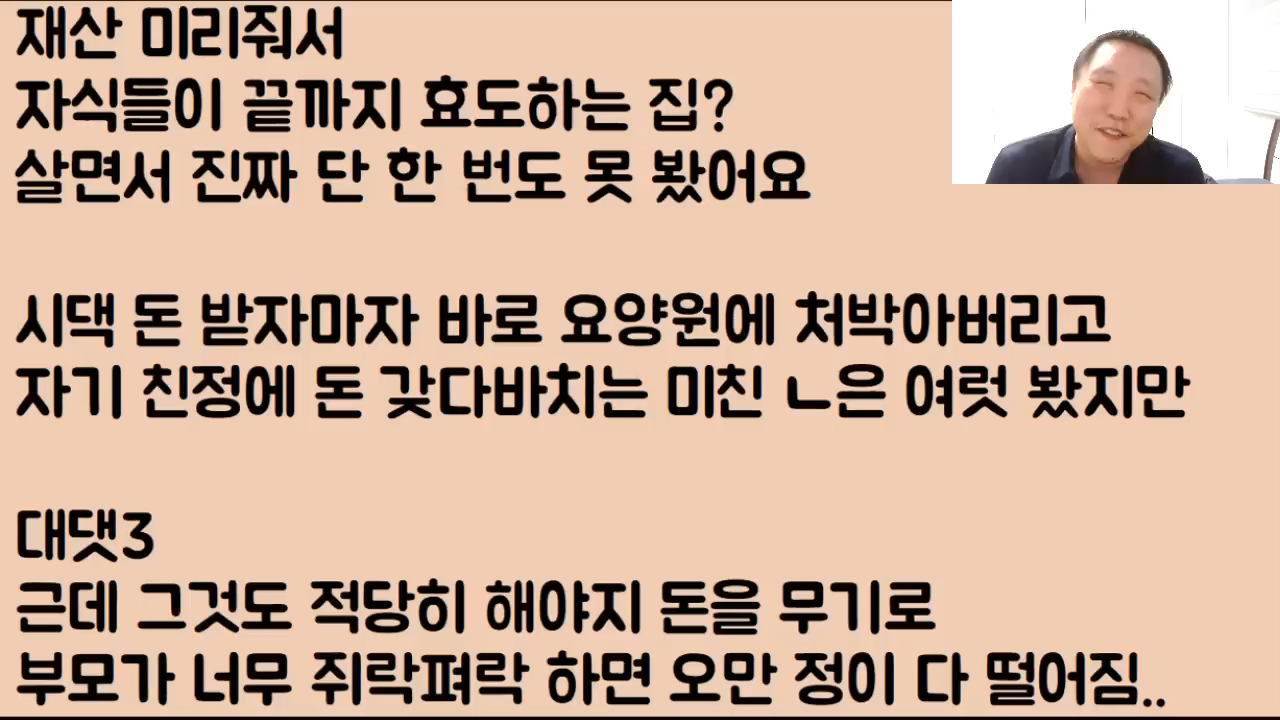 재산 미리줘서
자식들이 끝까지 효도하는 집?
살면서 진짜 단 한 번도 못 봤어요
시댁 돈 받자마자 바로 요양원에 처박아버리고
자기 친정에 돈 갖다바치는 미친 ㄴ은 여럿 봤지만
대댓3
근데 그것도 적당히 해야지 돈을 무기로
부모가 너무 쥐락펴락 하면 오만 정이 다 떨어짐..